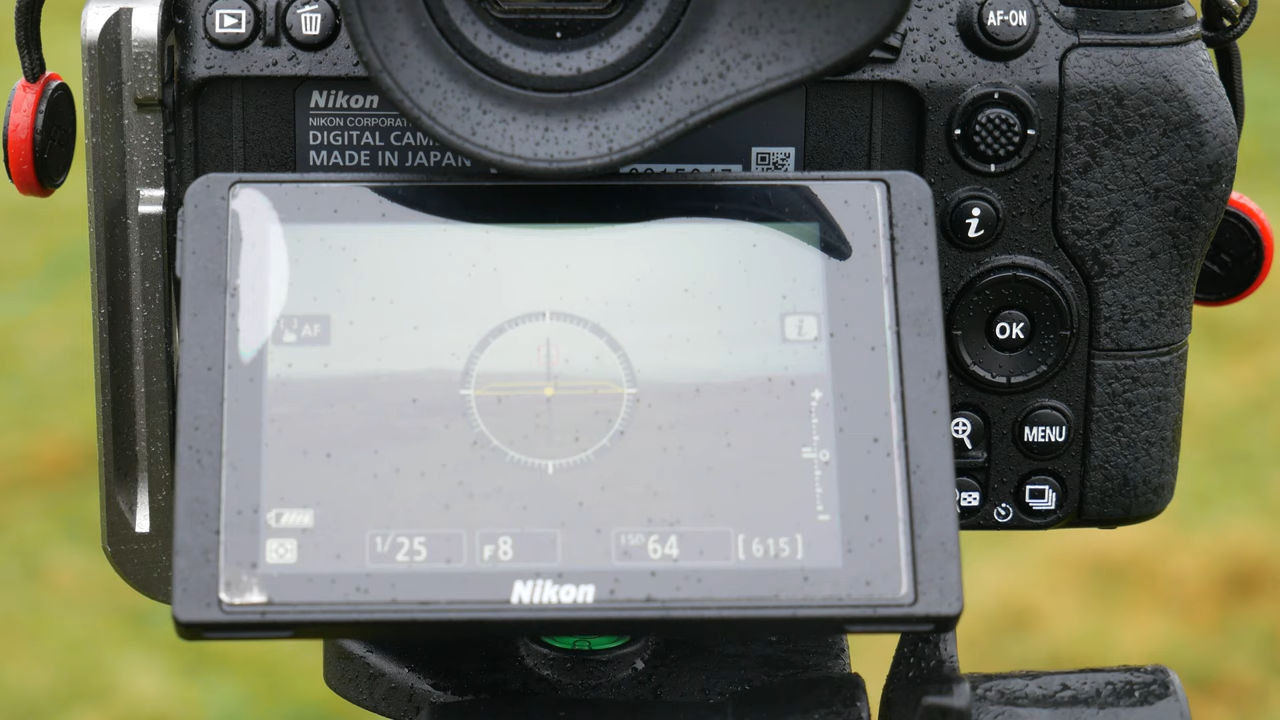 AF-ON
Nikon
NIKON CORPORAT
DIGITAL CAM
MADE IN JAPAN
i
AF
i
OK
MENU
1/25
F8
ISO 64
[615]
Nikon